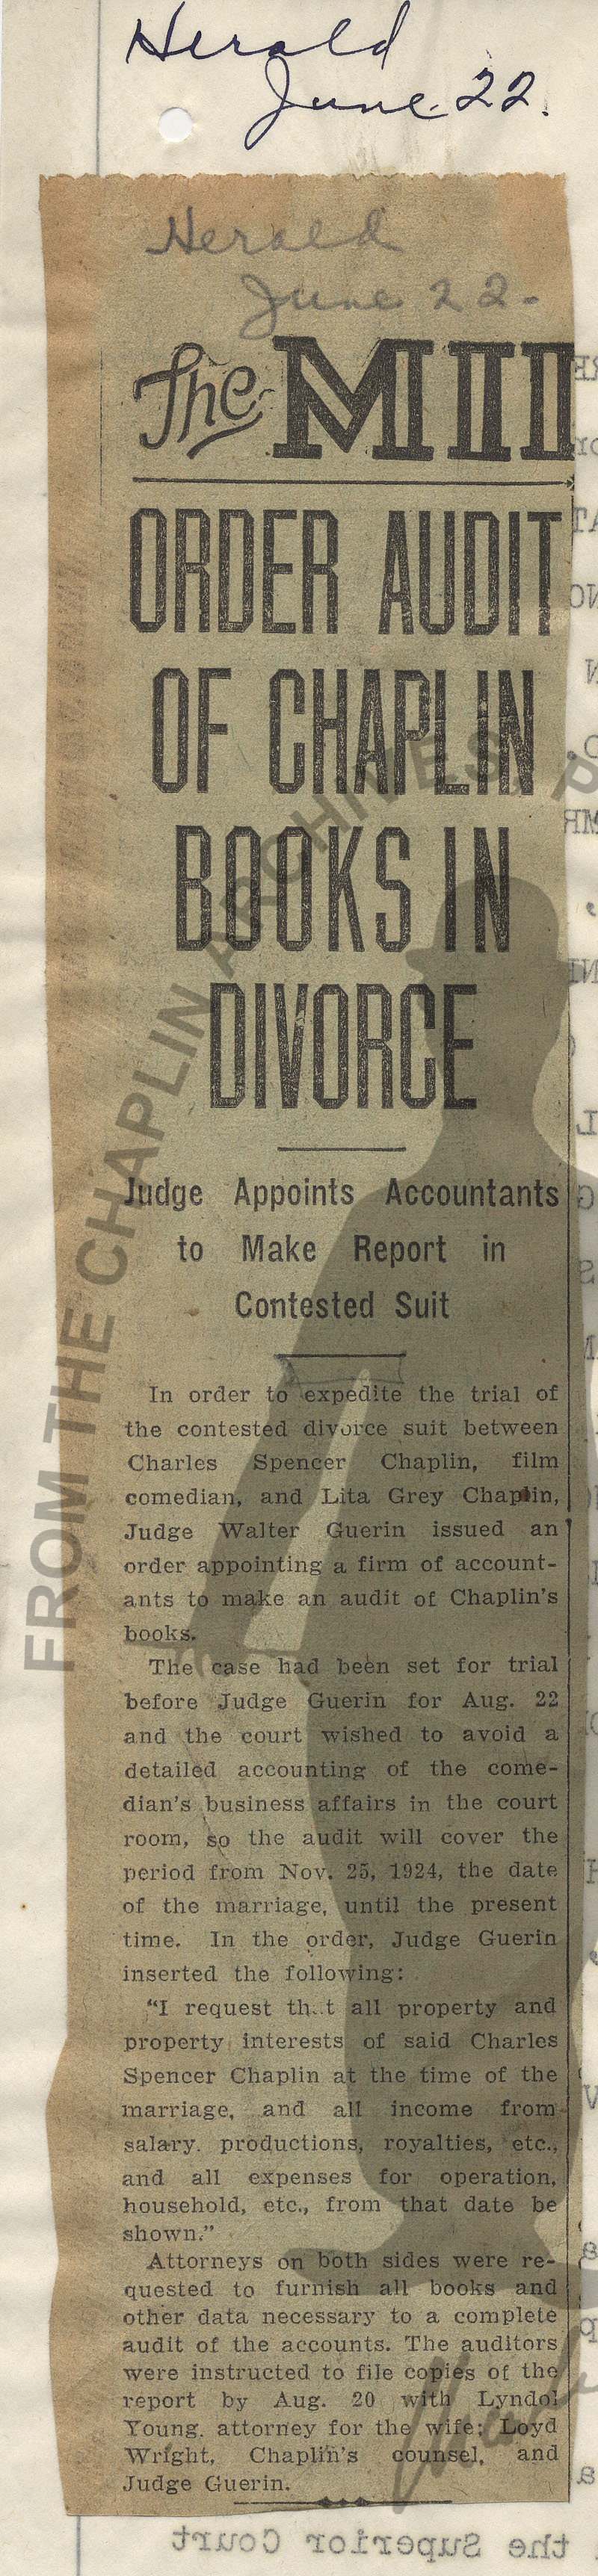 Herald
June 22.
Herald
June 22-
The MII
ORDER AUDIT
OF CHAPLIN
BOOKS IN
DIVORCE
Judge Appoints Accountants
to Make Report in
Contested Suit
In order to expedite the trial of
the contested divorce suit between
Charles Spencer Chaplin, film
comedian, and Lita Grey Chaplin,
Judge Walter Guerin issued an
order appointing a firm of account-
ants to make an audit of Chaplin's
books.
The case had been set for trial
before Judge Guerin for Aug. 22
and the court wished to avoid a
detailed accounting of the come-
dian's business affairs in the court
room, so the audit will cover the
period from Nov. 25, 1924, the date
of the marriage, until the present
time. In the order, Judge Guerin
inserted the following:
"I request th..t all property and
property interests of said Charles
Spencer Chaplin at the time of the
marriage, and all income from
salary. productions, royalties, etc.,
and all expenses for operation,
household, etc., from that date be
shown."
Attorneys on both sides were re-
quested to furnish all books and
other data necessary to a complete
audit of the accounts. The auditors
were instructed to file copies of the
report by Aug. 20 with Lyndol
Young. attorney for the wife; Loyd
Wright, Chaplin's counsel, and
Judge Guerin.
the Superior Court
FROM THE CHAPLIN ARCHIVES, P